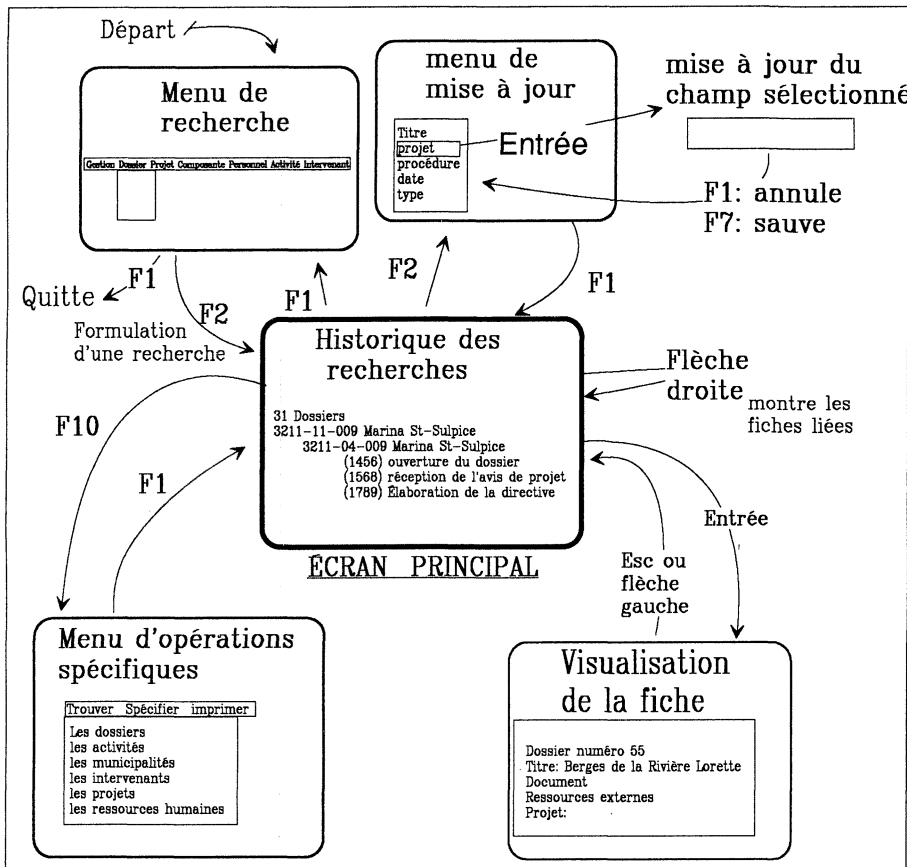 Départ
Menu de
recherche
Gestion Dossier Projet Composante Personnel Activité Intervenant
menu de
mise à jour
Titre
projet
procédure
date
type
Entrée
mise à jour du
champ sélectionné
F1: annule
F7: sauve
F1
Quitte
F2
Formulation
d'une recherche
F1
F2
F1
Historique des
recherches
31 Dossiers
3211-11-009 Marina St-Sulpice
3211-04-009 Marina St-Sulpice
(1456) ouverture du dossier
(1568) réception de l'avis de projet
(1789) Élaboration de la directive
ÉCRAN PRINCIPAL
Flèche
droite
montre les
fiches liées
F10
F1
Entrée
Esc ou
flèche
gauche
Menu d'opérations
spécifiques
Trouver Spécifier imprimer
Les dossiers
les activités
les municipalités
les intervenants
les projets
les ressources humaines
Visualisation
de la fiche
Dossier numéro 55
Titre: Berges de la Rivière Lorette
Document
Ressources externes
Projet: